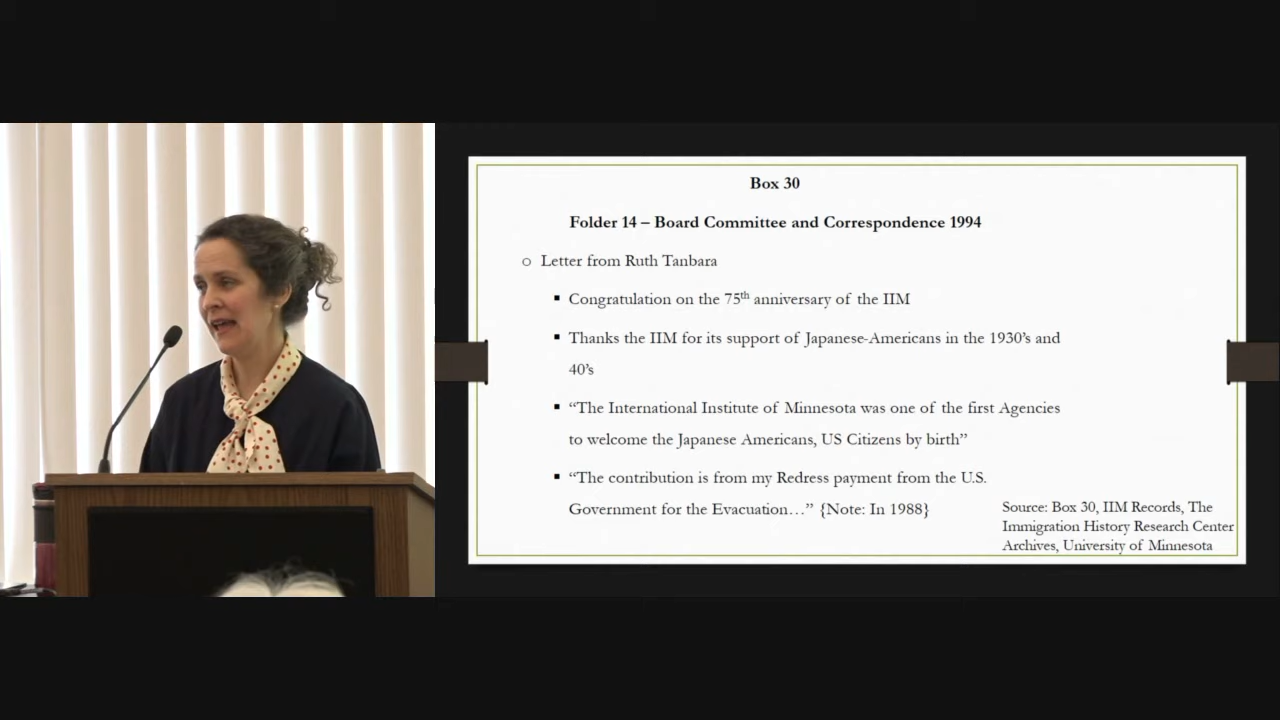 Box 30
Folder 14 – Board Committee and Correspondence 1994
o Letter from Ruth Tanbara
▪ Congratulation on the 75th anniversary of the IIM
▪ Thanks the IIM for its support of Japanese-Americans in the 1930’s and
40’s
▪ “The International Institute of Minnesota was one of the first Agencies
to welcome the Japanese Americans, US Citizens by birth”
▪ “The contribution is from my Redress payment from the U.S.
Government for the Evacuation…” {Note: In 1988}
Source: Box 30, IIM Records, The
Immigration History Research Center
Archives, University of Minnesota